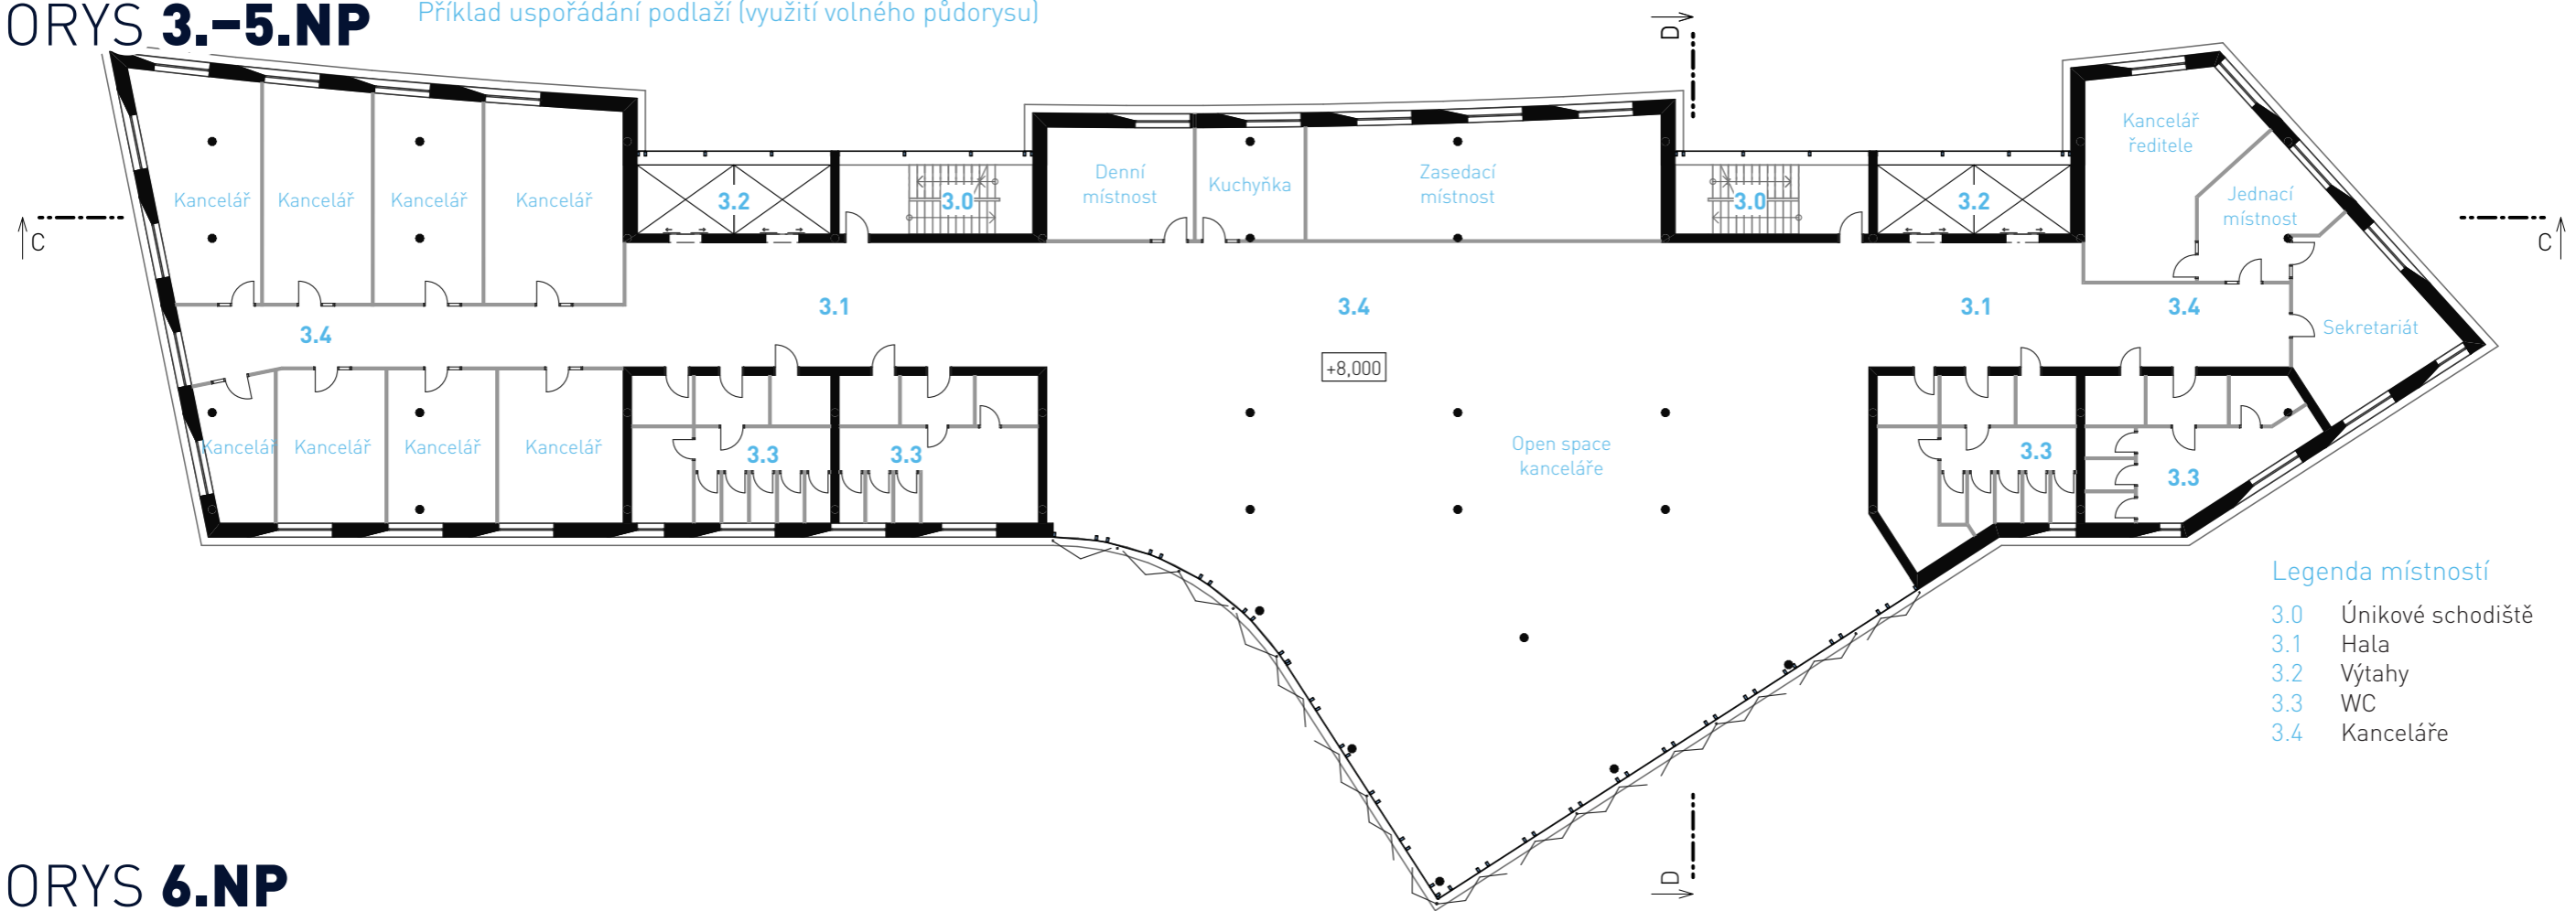 ORYS 3.–5.NP
Příklad uspořádání podlaží (využití volného půdorysu)
D
Kancelář
ředitele
Denní
místnost
Kuchyňka
Zasedací
místnost
Kancelář
Kancelář
Kancelář
Kancelář
3.2
3.0
3.0
3.2
Jednací
místnost
C
C
3.1
3.4
3.1
3.4
3.4
Sekretariát
+8,000
Kancelář
Kancelář
Kancelář
Kancelář
3.3
3.3
Open space
kanceláře
3.3
3.3
Legenda místností
3.0 Únikové schodiště
3.1 Hala
3.2 Výtahy
3.3 WC
3.4 Kanceláře
D
ORYS 6.NP